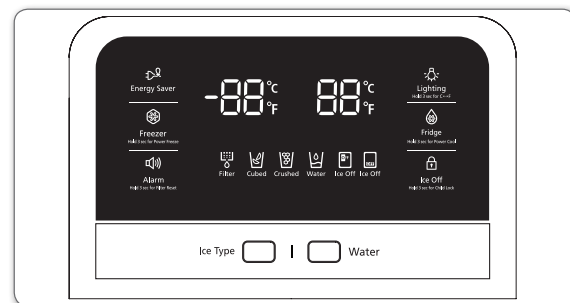 Energy Saver
-88°C °F
88°C °F
Lighting
Hold 3 sec for C↔F
Freezer
Hold 3 sec for Power Freeze
Fridge
Hold 3 sec for Power Cool
Filter Cubed Crushed Water Ice Off Ice Off
Alarm
Hold 3 sec for Filter Reset
Ice Off
Hold 3 sec for Child Lock
Ice Type
Water